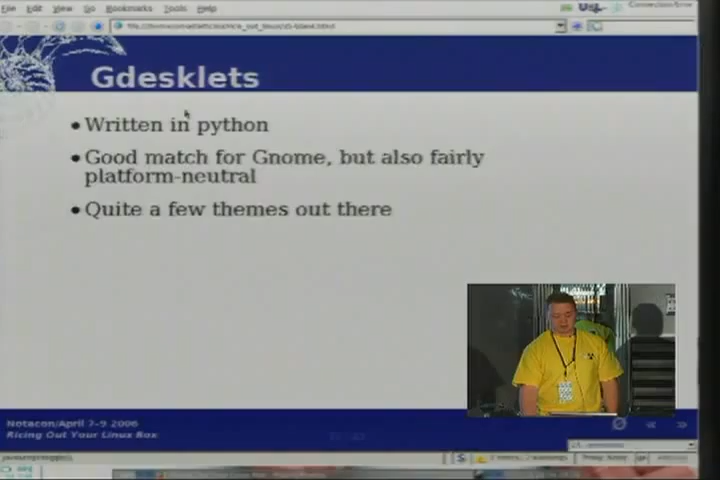 File Edit View Go Bookmarks Tools Help
Gdesklets
Written in python
Good match for Gnome, but also fairly
platform-neutral
Quite a few themes out there
Notacon/April 7-9 2006
Ricing Out Your Linux Box